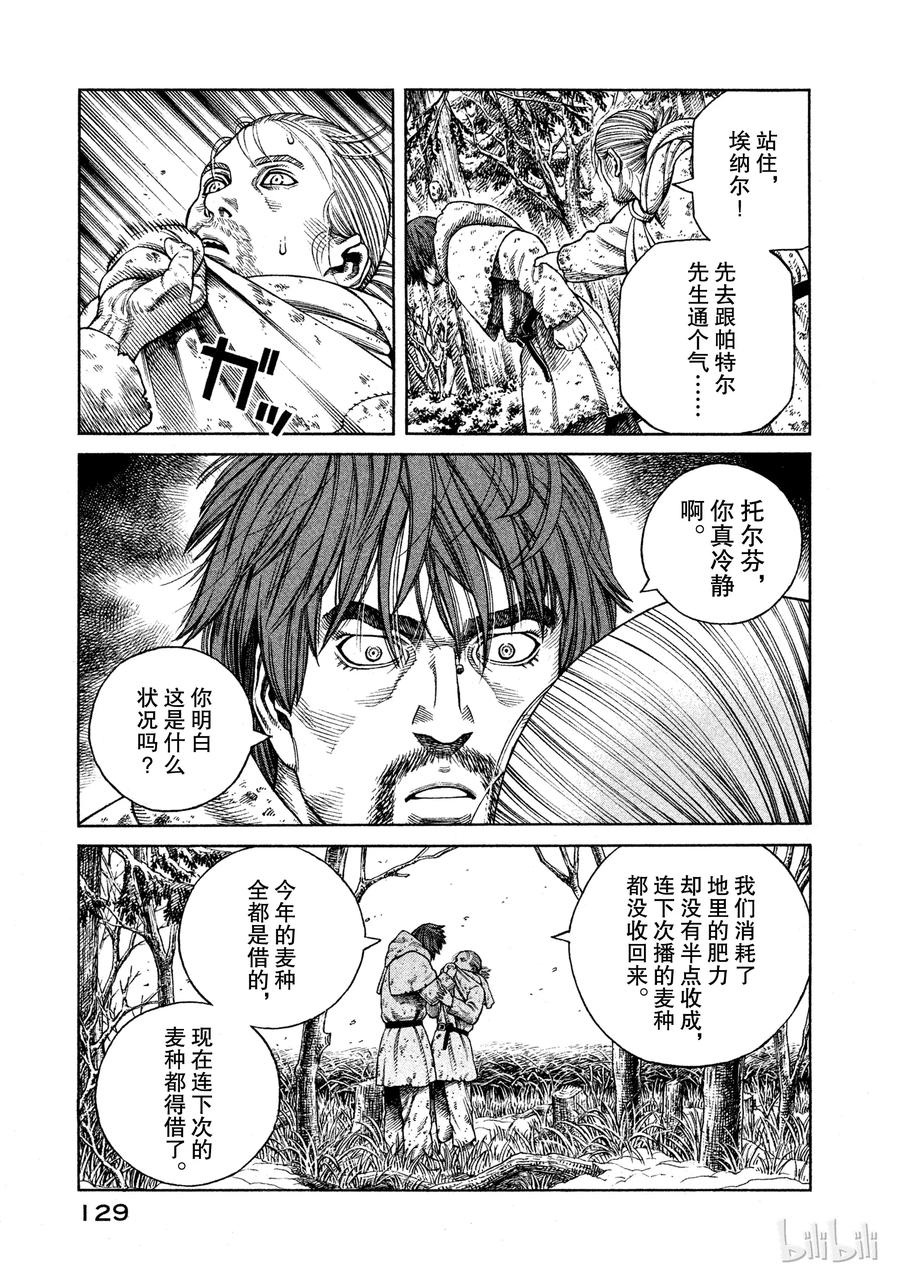 站住，
埃纳尔！
先去跟帕特尔
先生通个气……
ガッ
托尔芬，
你真冷静
啊。
你明白
这是什么
状况吗？
我们消耗了
地里的肥力
却没有半点收成，
连下次播的麦种
都没收回来。
今年的麦种
全都是借的，
现在连下次的
麦种都得借了。
129
bilibili